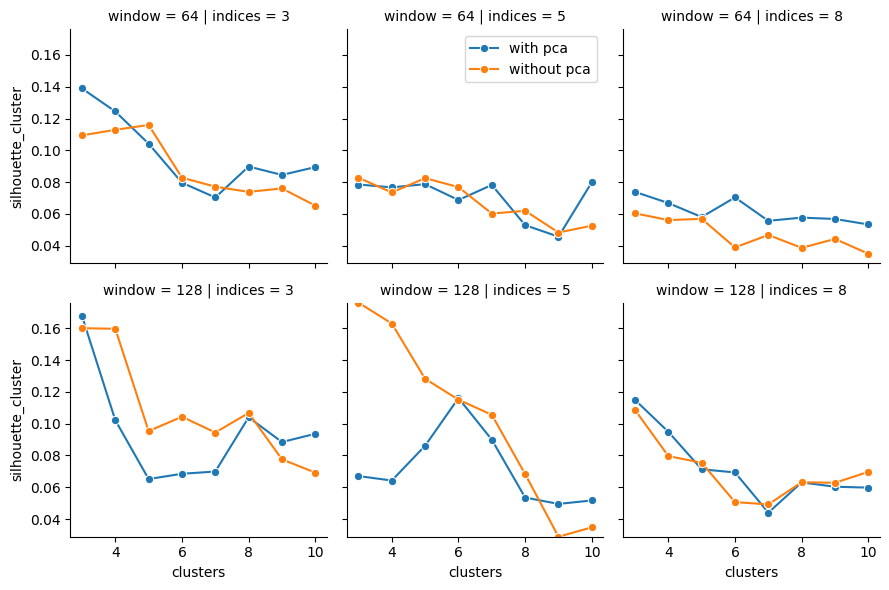 window = 64 | indices = 3
window = 64 | indices = 5
window = 64 | indices = 8
silhouette_cluster
0.16
0.14
0.12
0.10
0.08
0.06
0.04
with pca
without pca
window = 128 | indices = 3
window = 128 | indices = 5
window = 128 | indices = 8
silhouette_cluster
0.16
0.14
0.12
0.10
0.08
0.06
0.04
4 6 8 10
4 6 8 10
4 6 8 10
clusters
clusters
clusters